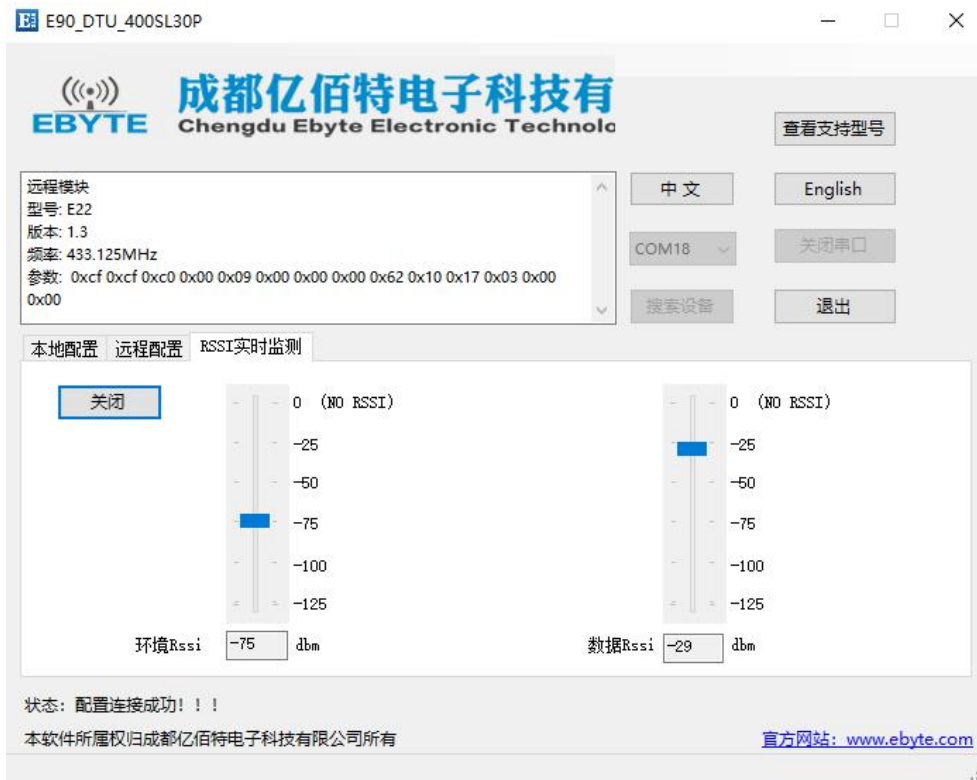 E90_DTU_400SL30P
成都亿佰特电子科技有
EBYTE
Chengdu Ebyte Electronic Technolo
查看支持型号
远程模块
型号: E22
版本: 1.3
频率: 433.125MHz
参数: 0xcf 0xcf 0xc0 0x00 0x09 0x00 0x00 0x00 0x62 0x10 0x17 0x03 0x00
0x00
中文
English
COM18
关闭串口
搜索设备
退出
本地配置 远程配置 RSSI实时监测
关闭
0 (NO RSSI)
-25
-50
-75
-100
-125
环境Rssi -75 dbm
0 (NO RSSI)
-25
-50
-75
-100
-125
数据Rssi -29 dbm
状态：配置连接成功！！！
本软件所属权归成都亿佰特电子科技有限公司所有
官方网站：www.ebyte.com